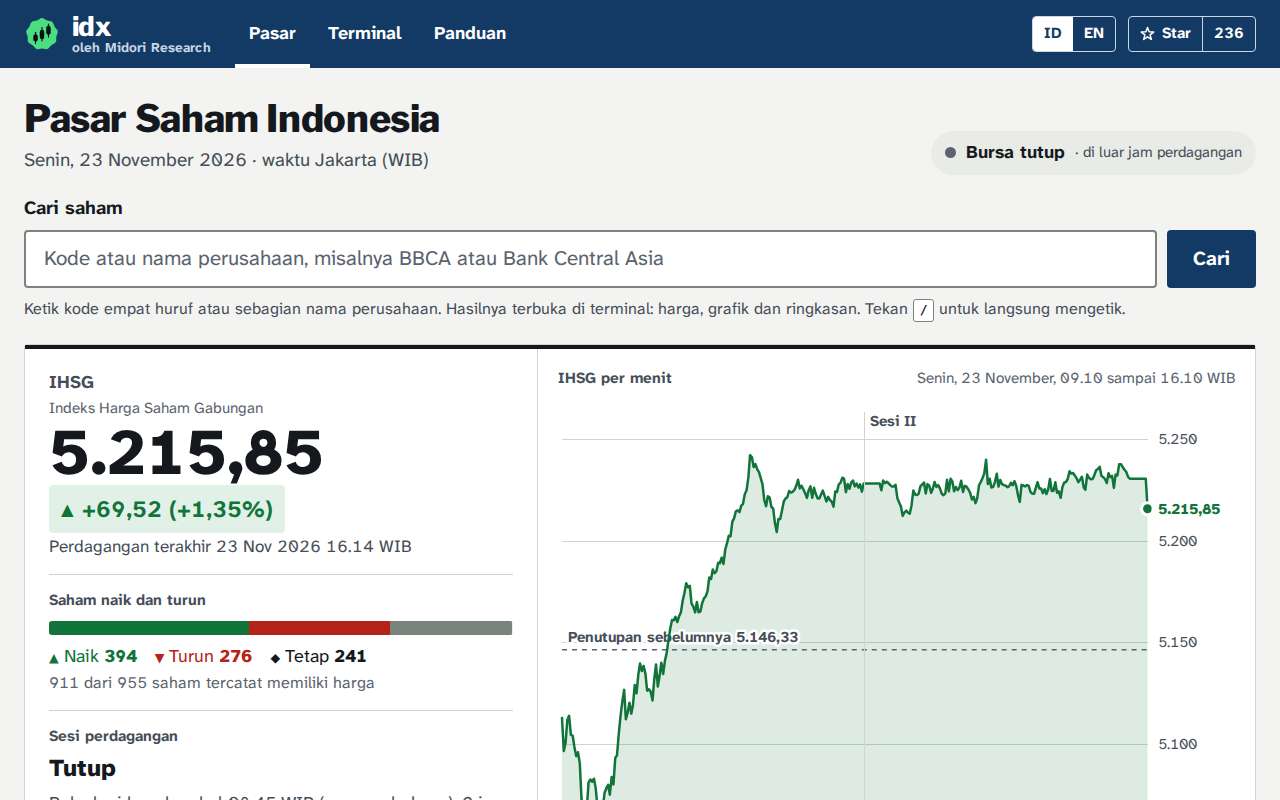 idx
oleh Midori Research
Pasar
Terminal
Panduan
ID
EN
Star
236
Pasar Saham Indonesia
Senin, 23 November 2026 · waktu Jakarta (WIB)
Bursa tutup · di luar jam perdagangan
Cari saham
Kode atau nama perusahaan, misalnya BBCA atau Bank Central Asia
Cari
Ketik kode empat huruf atau sebagian nama perusahaan. Hasilnya terbuka di terminal: harga, grafik dan ringkasan. Tekan / untuk langsung mengetik.
IHSG
Indeks Harga Saham Gabungan
5.215,85
▲ +69,52 (+1,35%)
Perdagangan terakhir 23 Nov 2026 16.14 WIB
Saham naik dan turun
▲ Naik 394 ▼ Turun 276 ◆ Tetap 241
911 dari 955 saham tercatat memiliki harga
Sesi perdagangan
Tutup
IHSG per menit
Senin, 23 November, 09.10 sampai 16.10 WIB
Sesi II
5.250
5.215,85
5.200
Penutupan sebelumnya 5.146,33
5.150
5.100